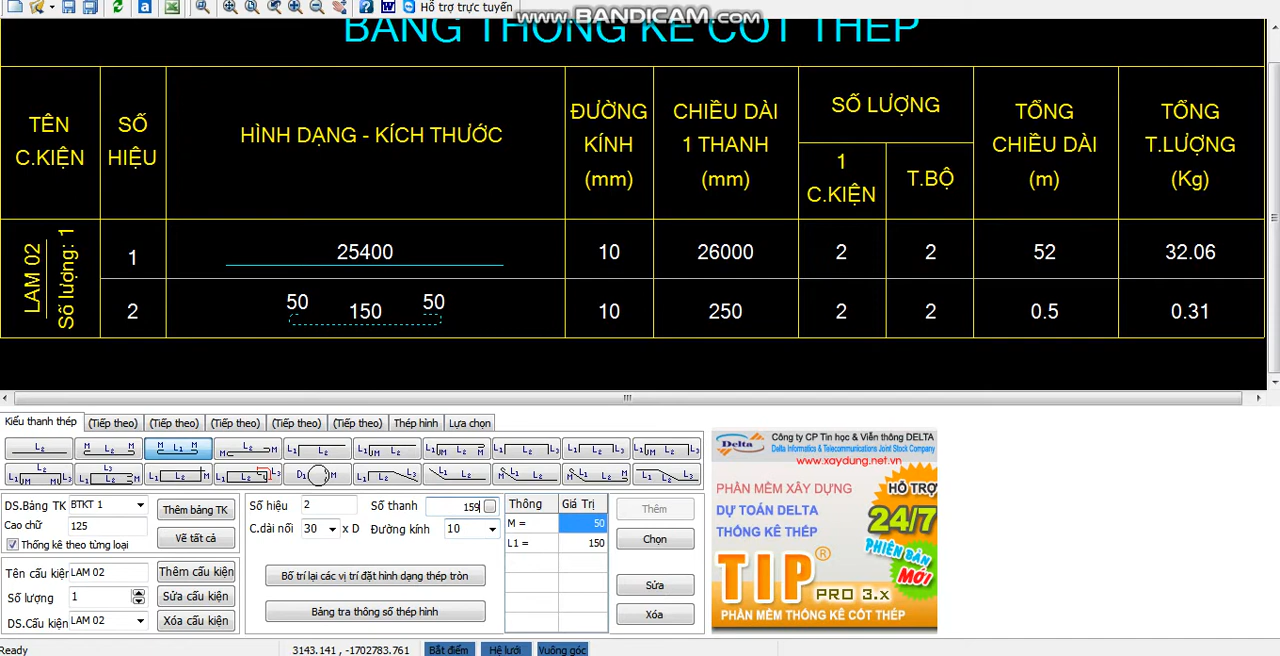 Hỗ trợ trực tuyến
www.BANDICAM.com
BẢNG THỐNG KÊ CỐT THÉP
TÊN C.KIỆN
SỐ HIỆU
HÌNH DẠNG - KÍCH THƯỚC
ĐƯỜNG KÍNH (mm)
CHIỀU DÀI 1 THANH (mm)
SỐ LƯỢNG
1 C.KIỆN
T.BỘ
TỔNG CHIỀU DÀI (m)
TỔNG T.LƯỢNG (Kg)
LAM 02
Số lượng: 1
1 25400 10 26000 2 2 52 32.06
2 50 150 50 10 250 2 2 0.5 0.31
Kiểu thanh thép (Tiếp theo) (Tiếp theo) (Tiếp theo) (Tiếp theo) (Tiếp theo) Thép hình Lựa chọn
DS.Bảng TK BTKT 1 Thêm bảng TK
Cao chữ 125
Thống kê theo từng loại Vẽ tất cả
Tên cấu kiện LAM 02 Thêm cấu kiện
Số lượng 1 Sửa cấu kiện
DS.Cấu kiện LAM 02 Xóa cấu kiện
Số hiệu 2 Số thanh 159
C.dài nối 30 x D Đường kính 10
Bố trí lại các vị trí đặt hình dạng thép tròn
Bảng tra thông số thép hình
Thông Giá Trị
M = 50
L1 = 150
Thêm
Chọn
Sửa
Xóa
Delta
Công ty CP Tin học & Viễn thông DELTA
Delta Informatics & Telecommunications Joint Stock Company
www.xaydung.net.vn
PHẦN MỀM XÂY DỰNG
DỰ TOÁN DELTA
THỐNG KÊ THÉP
HỖ TRỢ
24/7
PHIÊN BẢN
MỚI
TIP® PRO 3.x
PHẦN MỀM THỐNG KÊ CỐT THÉP
Ready 3143.141 , -1702783.761 Bắt điểm Hệ lưới Vuông góc